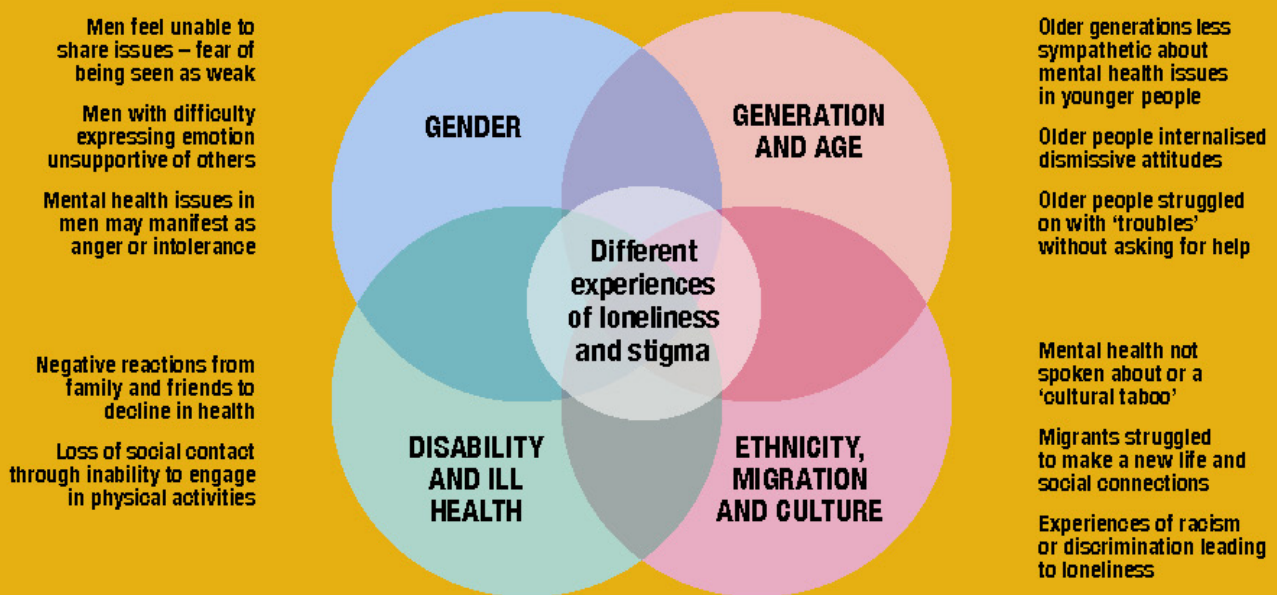 Men feel unable to
share issues – fear of
being seen as weak
Men with difficulty
expressing emotion
unsupportive of others
Mental health issues in
men may manifest as
anger or intolerance
GENDER
GENERATION
AND AGE
Older generations less
sympathetic about
mental health issues
in younger people
Older people internalised
dismissive attitudes
Older people struggled
on with ‘troubles’
without asking for help
Different
experiences
of loneliness
and stigma
Negative reactions from
family and friends to
decline in health
Loss of social contact
through inability to engage
in physical activities
DISABILITY
AND ILL
HEALTH
ETHNICITY,
MIGRATION
AND CULTURE
Mental health not
spoken about or a
‘cultural taboo’
Migrants struggled
to make a new life and
social connections
Experiences of racism
or discrimination leading
to loneliness